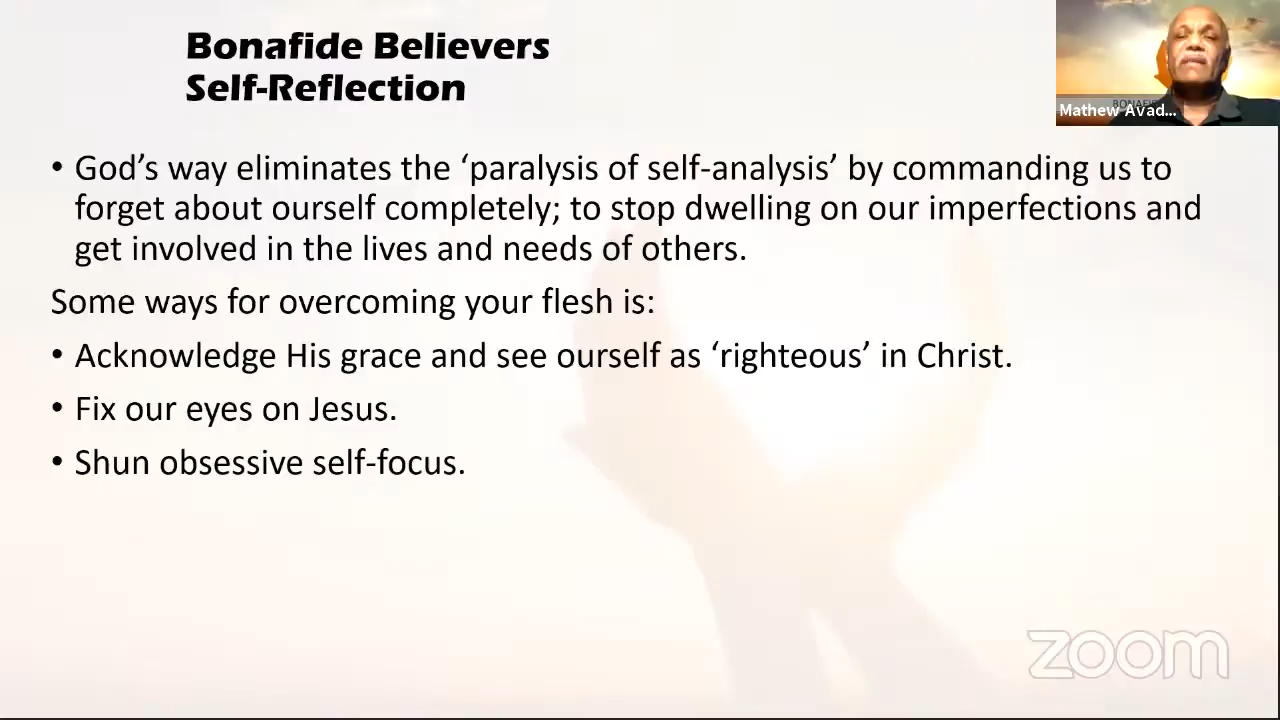 Bonafide Believers
Self-Reflection
• God’s way eliminates the ‘paralysis of self-analysis’ by commanding us to
forget about ourself completely; to stop dwelling on our imperfections and
get involved in the lives and needs of others.
Some ways for overcoming your flesh is:
• Acknowledge His grace and see ourself as ‘righteous’ in Christ.
• Fix our eyes on Jesus.
• Shun obsessive self-focus.
Mathew Avad...
zoom